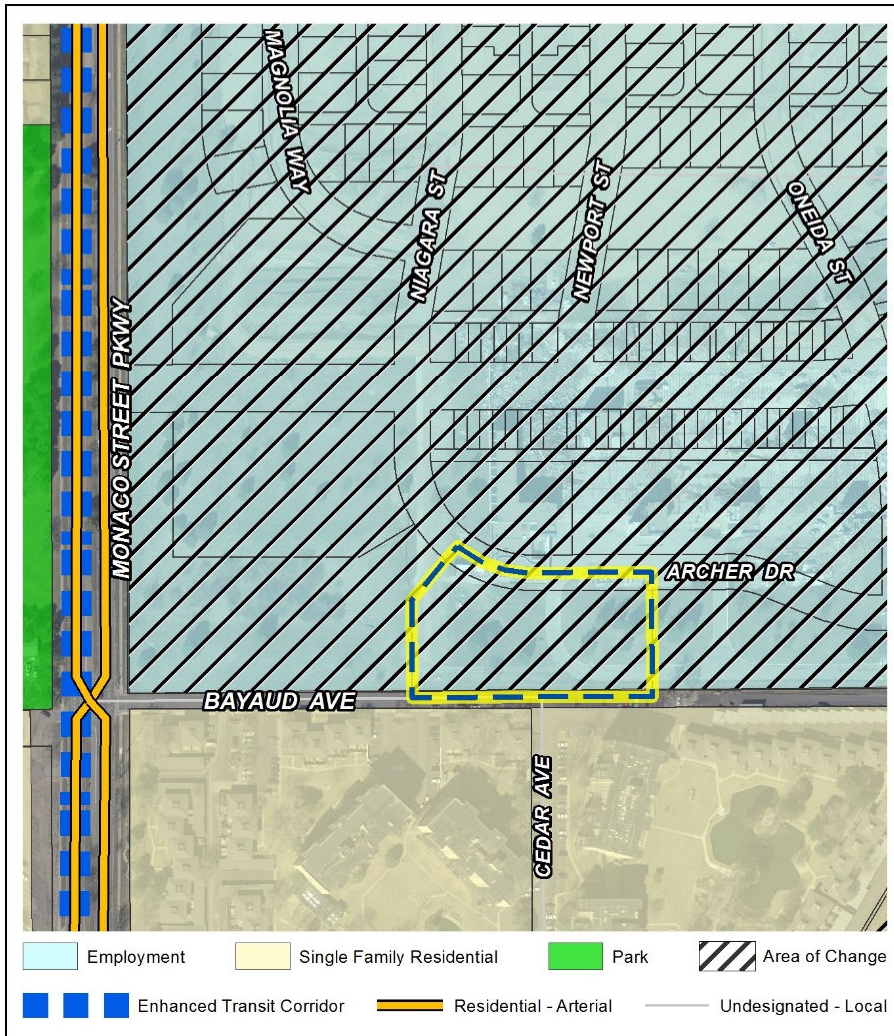 MAGNOLIA WAY
NIAGARA ST
NEWPORT ST
ONEIDA ST
MONACO STREET PKWY
ARCHER DR
BAYAUD AVE
CEDAR AVE
Employment
Single Family Residential
Park
Area of Change
Enhanced Transit Corridor
Residential - Arterial
Undesignated - Local